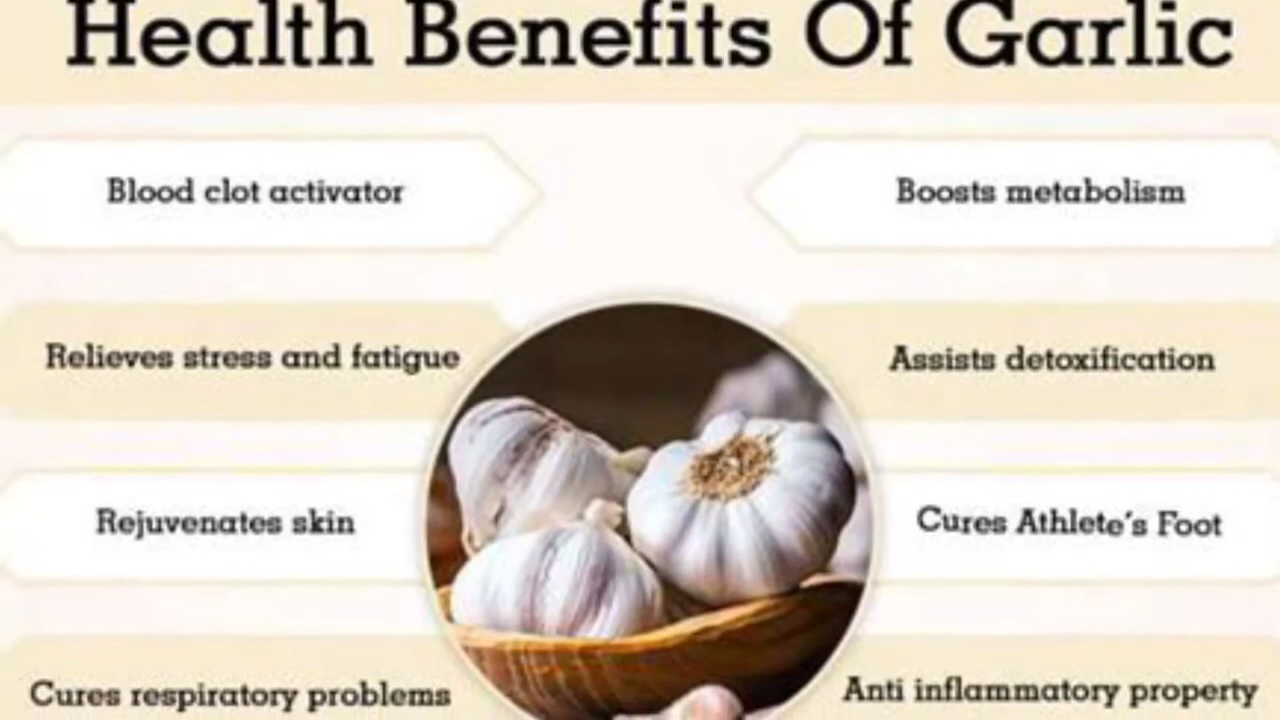 Health Benefits Of Garlic
Blood clot activator
Boosts metabolism
Relieves stress and fatigue
Assists detoxification
Rejuvenates skin
Cures Athlete's Foot
Cures respiratory problems
Anti inflammatory property